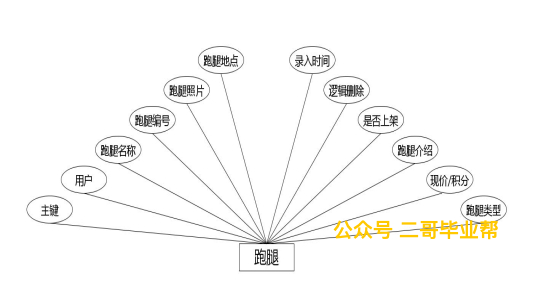 跑腿地点
录入时间
跑腿照片
逻辑删除
跑腿编号
是否上架
跑腿名称
跑腿介绍
用户
现价/积分
主键
跑腿类型
公众号 二哥毕业帮
跑腿